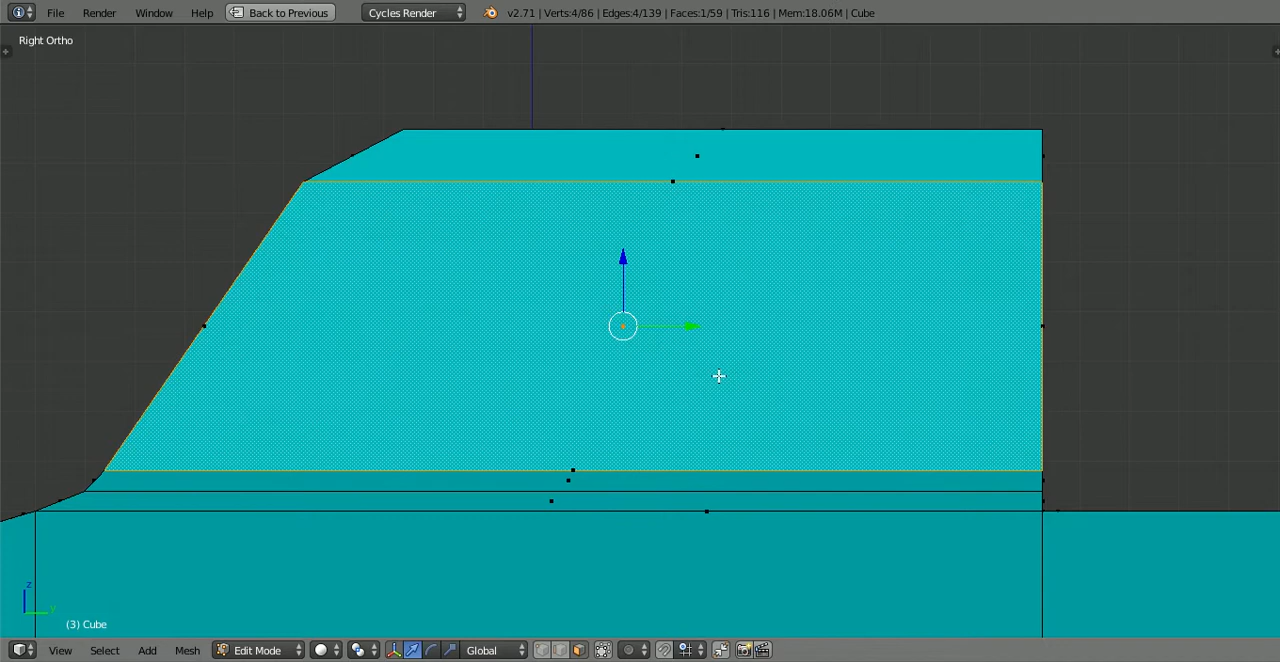 File Render Window Help Back to Previous Cycles Render v2.71 | Verts:4/86 | Edges:4/139 | Faces:1/59 | Tris:116 | Mem:18.06M | Cube
Right Ortho
z
y
(3) Cube
View Select Add Mesh Edit Mode Global